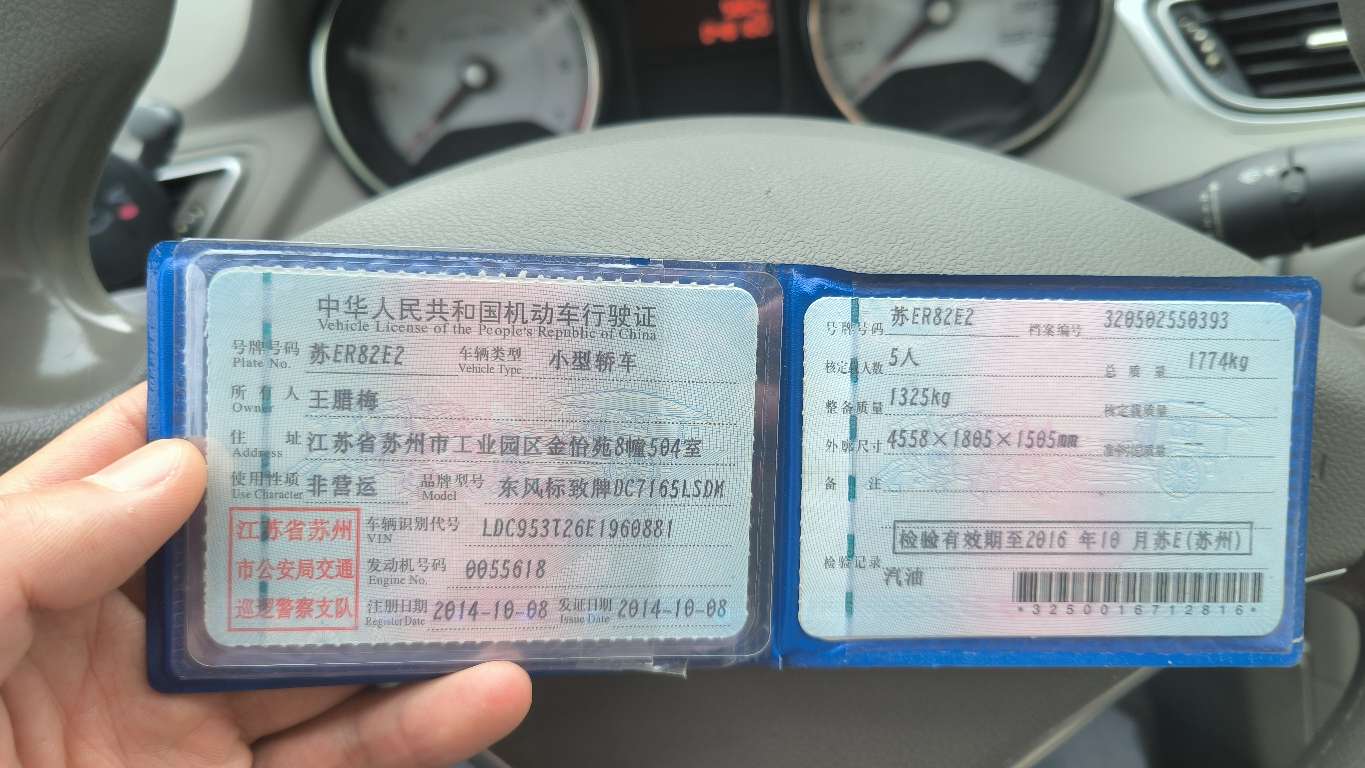 中华人民共和国机动车行驶证
Vehicle License of the People's Republic of China
号牌号码 苏ER82E2 车辆类型 小型轿车
Plate No. Vehicle Type
所有人 王腊梅
Owner
住址 江苏省苏州市工业园区金怡苑8幢504室
Address
使用性质 非营运 品牌型号 东风标致牌DC7165LSDM
Use Character Model
江苏省苏州
市公安局交通
巡逻警察支队
车辆识别代号 LDC953T26E1960881
VIN
发动机号码 0055618
Engine No.
注册日期 2014-10-08 发证日期 2014-10-08
Register Date Issue Date
号牌号码 苏ER82E2 档案编号 320502550393
核定载人数 5人 总质量 1774kg
整备质量 1325kg 核定载质量 --
外廓尺寸 4558×1805×1505mm 准牵引总质量 --
备注
检验有效期至2016 年10 月苏E(苏州)
检验记录
汽油
*3250016712816*